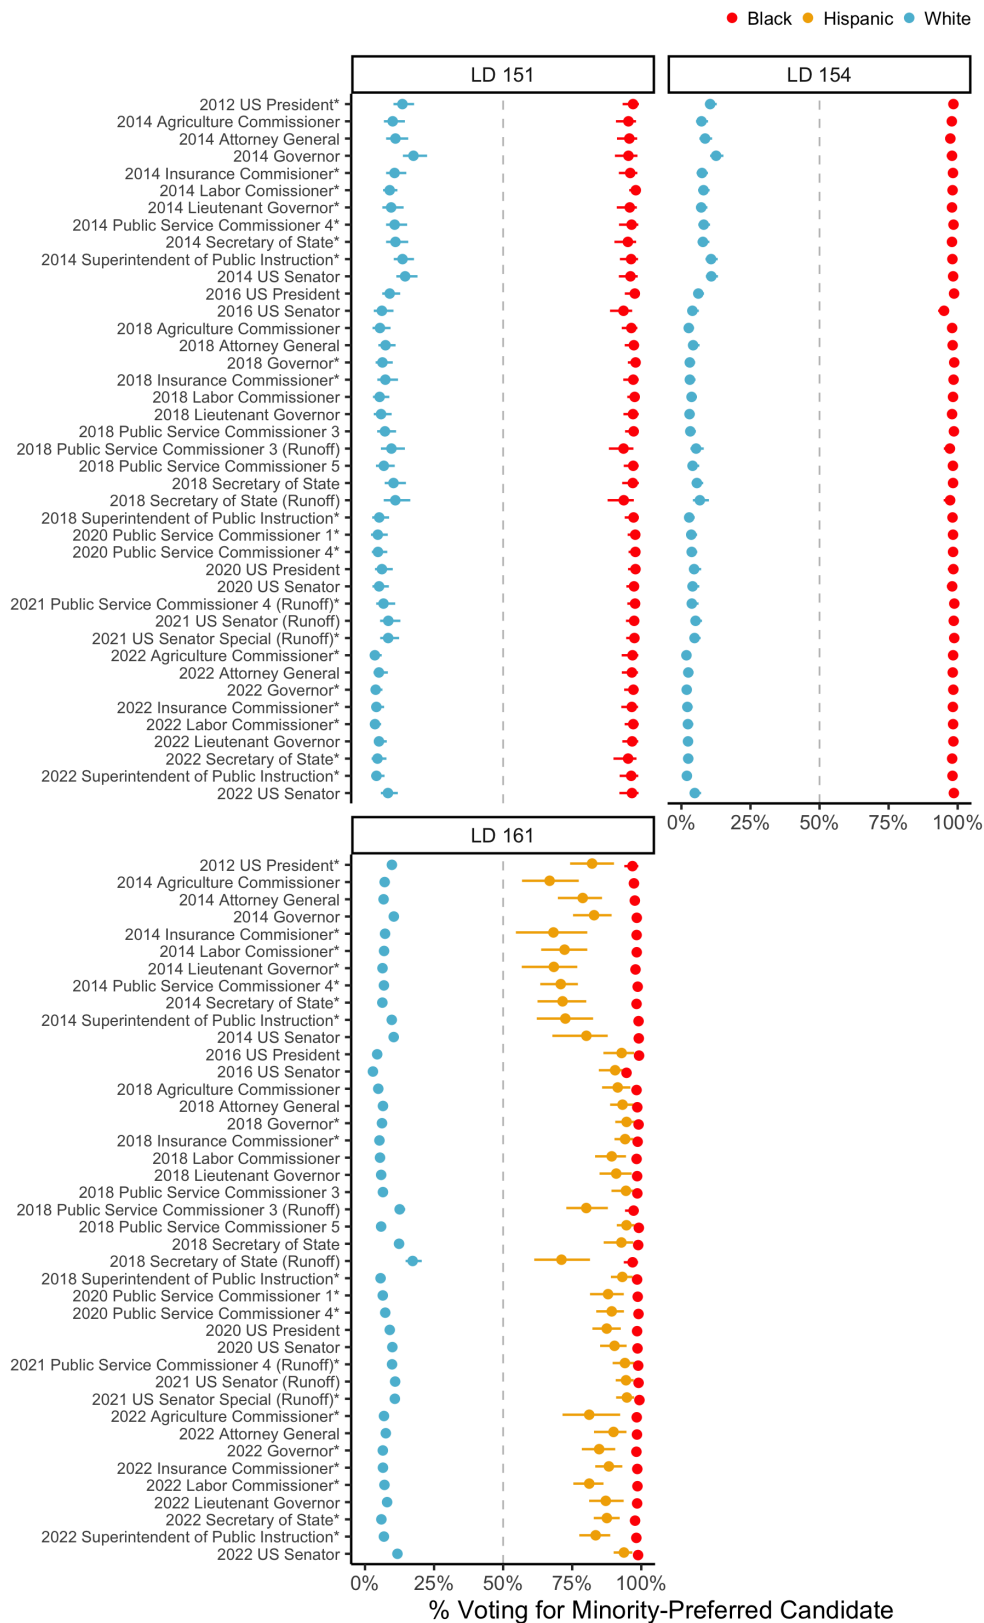 Black Hispanic White
LD 151 LD 154
2012 US President*
2014 Agriculture Commissioner
2014 Attorney General
2014 Governor
2014 Insurance Commisioner*
2014 Labor Comissioner*
2014 Lieutenant Governor*
2014 Public Service Commissioner 4*
2014 Secretary of State*
2014 Superintendent of Public Instruction*
2014 US Senator
2016 US President
2016 US Senator
2018 Agriculture Commissioner
2018 Attorney General
2018 Governor*
2018 Insurance Commissioner*
2018 Labor Commissioner
2018 Lieutenant Governor
2018 Public Service Commissioner 3
2018 Public Service Commissioner 3 (Runoff)
2018 Public Service Commissioner 5
2018 Secretary of State
2018 Secretary of State (Runoff)
2018 Superintendent of Public Instruction*
2020 Public Service Commissioner 1*
2020 Public Service Commissioner 4*
2020 US President
2020 US Senator
2021 Public Service Commissioner 4 (Runoff)*
2021 US Senator (Runoff)
2021 US Senator Special (Runoff)*
2022 Agriculture Commissioner*
2022 Attorney General
2022 Governor*
2022 Insurance Commissioner*
2022 Labor Commissioner*
2022 Lieutenant Governor
2022 Secretary of State*
2022 Superintendent of Public Instruction*
2022 US Senator
0% 25% 50% 75% 100%
LD 161
2012 US President*
2014 Agriculture Commissioner
2014 Attorney General
2014 Governor
2014 Insurance Commisioner*
2014 Labor Comissioner*
2014 Lieutenant Governor*
2014 Public Service Commissioner 4*
2014 Secretary of State*
2014 Superintendent of Public Instruction*
2014 US Senator
2016 US President
2016 US Senator
2018 Agriculture Commissioner
2018 Attorney General
2018 Governor*
2018 Insurance Commissioner*
2018 Labor Commissioner
2018 Lieutenant Governor
2018 Public Service Commissioner 3
2018 Public Service Commissioner 3 (Runoff)
2018 Public Service Commissioner 5
2018 Secretary of State
2018 Secretary of State (Runoff)
2018 Superintendent of Public Instruction*
2020 Public Service Commissioner 1*
2020 Public Service Commissioner 4*
2020 US President
2020 US Senator
2021 Public Service Commissioner 4 (Runoff)*
2021 US Senator (Runoff)
2021 US Senator Special (Runoff)*
2022 Agriculture Commissioner*
2022 Attorney General
2022 Governor*
2022 Insurance Commissioner*
2022 Labor Commissioner*
2022 Lieutenant Governor
2022 Secretary of State*
2022 Superintendent of Public Instruction*
2022 US Senator
0% 25% 50% 75% 100%
% Voting for Minority-Preferred Candidate